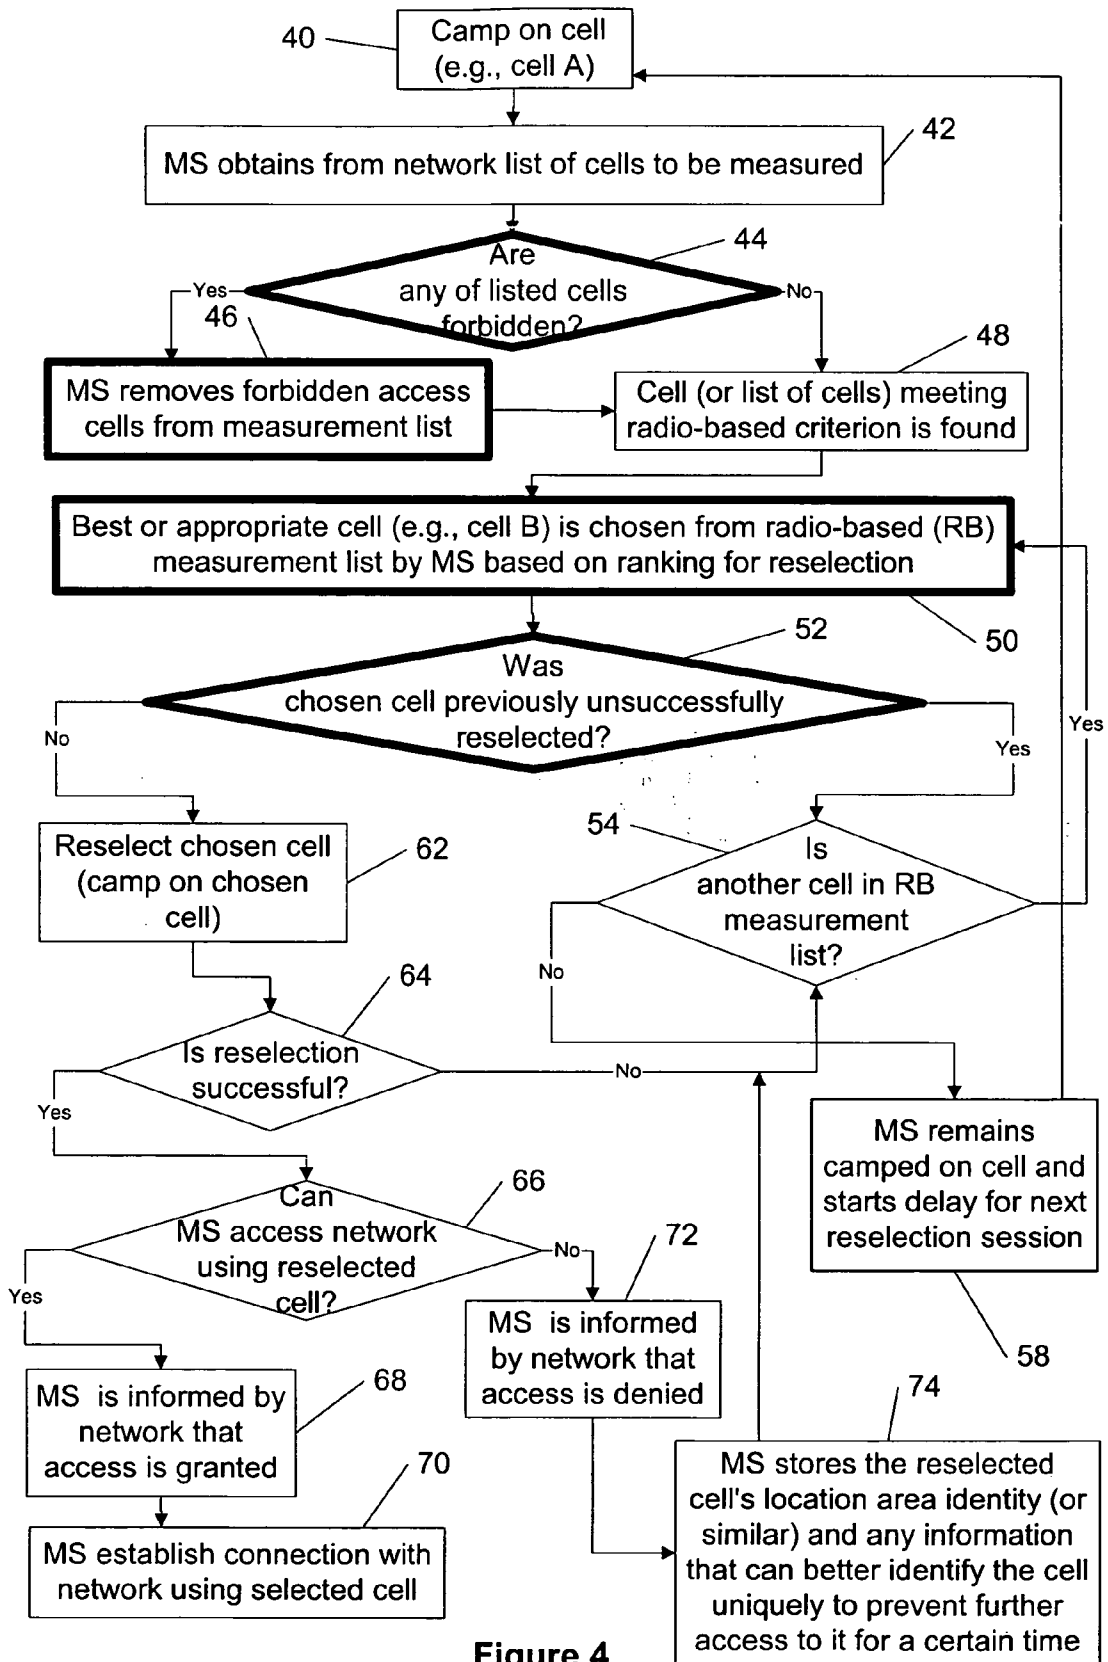 Camp on cell
(e.g., cell A)
40
MS obtains from network list of cells to be measured
42
Are
any of listed cells
forbidden?
44
Yes
No
46
MS removes forbidden access
cells from measurement list
48
Cell (or list of cells) meeting
radio-based criterion is found
Best or appropriate cell (e.g., cell B) is chosen from radio-based (RB)
measurement list by MS based on ranking for reselection
50
52
Was
chosen cell previously unsuccessfully
reselected?
No
Yes
Yes
Reselect chosen cell
(camp on chosen
cell)
62
54
Is
another cell in RB
measurement
list?
No
64
Is reselection
successful?
No
Yes
MS remains
camped on cell and
starts delay for next
reselection session
58
Can
MS access network
using reselected
cell?
66
No
Yes
72
MS is informed
by network that
access is denied
MS is informed by
network that
access is granted
68
74
MS stores the reselected
cell's location area identity (or
similar) and any information
that can better identify the cell
uniquely to prevent further
access to it for a certain time
70
MS establish connection with
network using selected cell
Figure 4